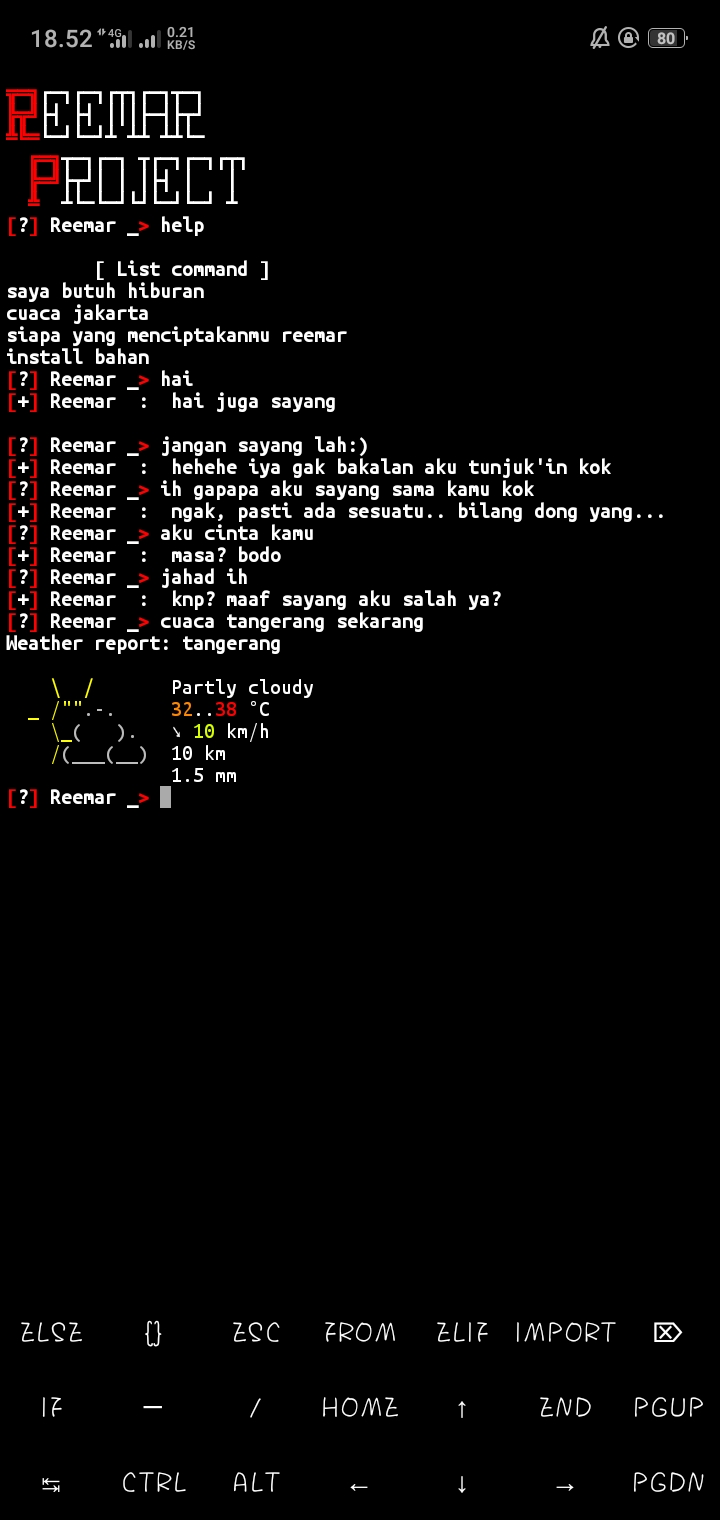 18.52 4G 0.21 KB/S 80
REEMAR
PROJECT
[?] Reemar _> help
[ List command ]
saya butuh hiburan
cuaca jakarta
siapa yang menciptakanmu reemar
install bahan
[?] Reemar _> hai
[+] Reemar : hai juga sayang
[?] Reemar _> jangan sayang lah:)
[+] Reemar : hehehe iya gak bakalan aku tunjuk'in kok
[?] Reemar _> ih gapapa aku sayang sama kamu kok
[+] Reemar : ngak, pasti ada sesuatu.. bilang dong yang...
[?] Reemar _> aku cinta kamu
[+] Reemar : masa? bodo
[?] Reemar _> jahad ih
[+] Reemar : knp? maaf sayang aku salah ya?
[?] Reemar _> cuaca tangerang sekarang
Weather report: tangerang
\ / Partly cloudy
_ /"".-. 32..38 °C
\_( ). ↘ 10 km/h
/(___(__) 10 km
1.5 mm
[?] Reemar _>
ELSE {} ESC FROM ELIF IMPORT ⌦
IF — / HOME ↑ END PGUP
↹ CTRL ALT ← ↓ → PGDN